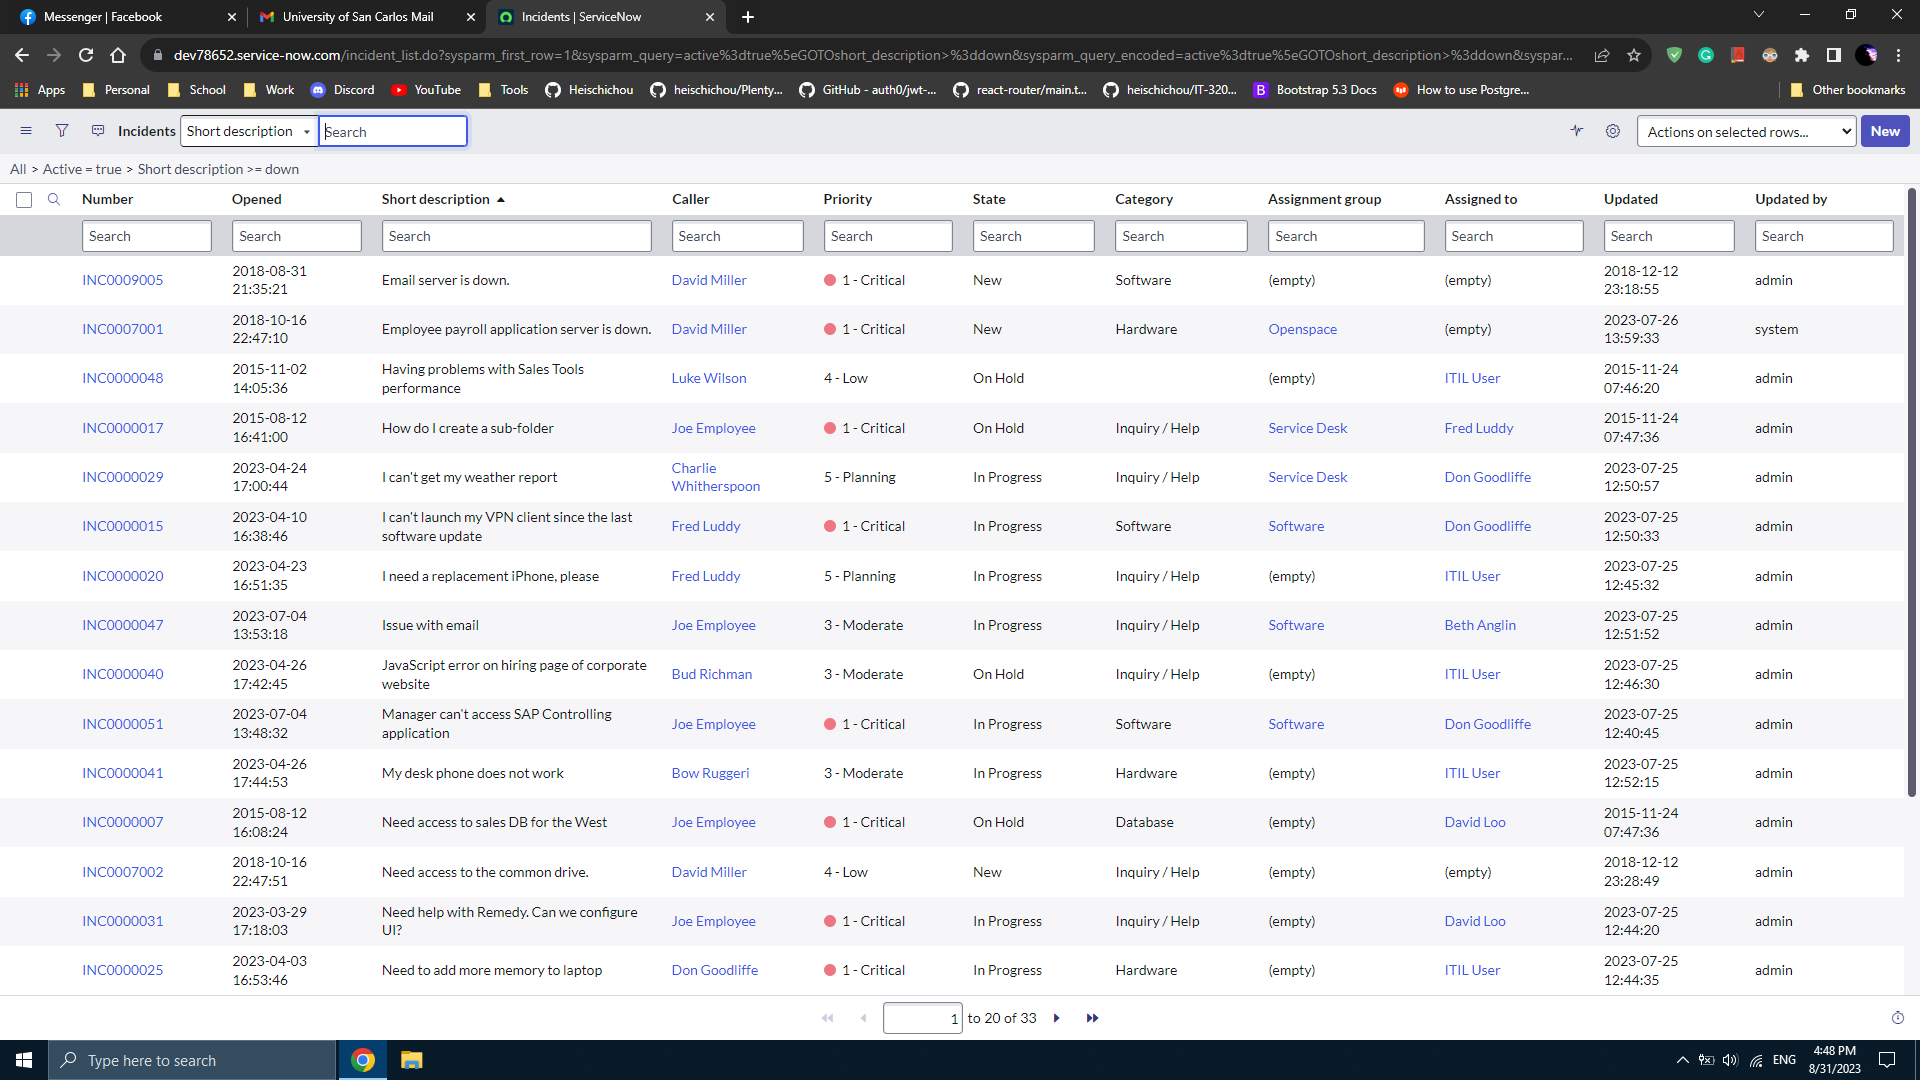 Messenger | Facebook
University of San Carlos Mail
Incidents | ServiceNow
dev78652.service-now.com/incident_list.do?sysparm_first_row=1&sysparm_query=active%3dtrue%5eGOTOshort_description>%3ddown&sysparm_query_encoded=active%3dtrue%5eGOTOshort_description>%3ddown&syspar...
Apps Personal School Work Discord YouTube Tools Heischichou heischichou/Plenty... GitHub - auth0/jwt-... react-router/main.t... heischichou/IT-320... B Bootstrap 5.3 Docs How to use Postgre... Other bookmarks
Incidents Short description Search Actions on selected rows... New
All > Active = true > Short description >= down
Number Opened Short description Caller Priority State Category Assignment group Assigned to Updated Updated by
Search Search Search Search Search Search Search Search Search Search Search
INC0009005 2018-08-31 21:35:21 Email server is down. David Miller 1 - Critical New Software (empty) (empty) 2018-12-12 23:18:55 admin
INC0007001 2018-10-16 22:47:10 Employee payroll application server is down. David Miller 1 - Critical New Hardware Openspace (empty) 2023-07-26 13:59:33 system
INC0000048 2015-11-02 14:05:36 Having problems with Sales Tools performance Luke Wilson 4 - Low On Hold (empty) ITIL User 2015-11-24 07:46:20 admin
INC0000017 2015-08-12 16:41:00 How do I create a sub-folder Joe Employee 1 - Critical On Hold Inquiry / Help Service Desk Fred Luddy 2015-11-24 07:47:36 admin
INC0000029 2023-04-24 17:00:44 I can't get my weather report Charlie Whitherspoon 5 - Planning In Progress Inquiry / Help Service Desk Don Goodliffe 2023-07-25 12:50:57 admin
INC0000015 2023-04-10 16:38:46 I can't launch my VPN client since the last software update Fred Luddy 1 - Critical In Progress Software Software Don Goodliffe 2023-07-25 12:50:33 admin
INC0000020 2023-04-23 16:51:35 I need a replacement iPhone, please Fred Luddy 5 - Planning In Progress Inquiry / Help (empty) ITIL User 2023-07-25 12:45:32 admin
INC0000047 2023-07-04 13:53:18 Issue with email Joe Employee 3 - Moderate In Progress Inquiry / Help Software Beth Anglin 2023-07-25 12:51:52 admin
INC0000040 2023-04-26 17:42:45 JavaScript error on hiring page of corporate website Bud Richman 3 - Moderate On Hold Inquiry / Help (empty) ITIL User 2023-07-25 12:46:30 admin
INC0000051 2023-07-04 13:48:32 Manager can't access SAP Controlling application Joe Employee 1 - Critical In Progress Software Software Don Goodliffe 2023-07-25 12:40:45 admin
INC0000041 2023-04-26 17:44:53 My desk phone does not work Bow Ruggeri 3 - Moderate In Progress Hardware (empty) ITIL User 2023-07-25 12:52:15 admin
INC0000007 2015-08-12 16:08:24 Need access to sales DB for the West Joe Employee 1 - Critical On Hold Database (empty) David Loo 2015-11-24 07:47:36 admin
INC0007002 2018-10-16 22:47:51 Need access to the common drive. David Miller 4 - Low New Inquiry / Help (empty) (empty) 2018-12-12 23:28:49 admin
INC0000031 2023-03-29 17:18:03 Need help with Remedy. Can we configure UI? Joe Employee 1 - Critical In Progress Inquiry / Help (empty) David Loo 2023-07-25 12:44:20 admin
INC0000025 2023-04-03 16:53:46 Need to add more memory to laptop Don Goodliffe 1 - Critical In Progress Hardware (empty) ITIL User 2023-07-25 12:44:35 admin
1 to 20 of 33
Type here to search
ENG
4:48 PM
8/31/2023